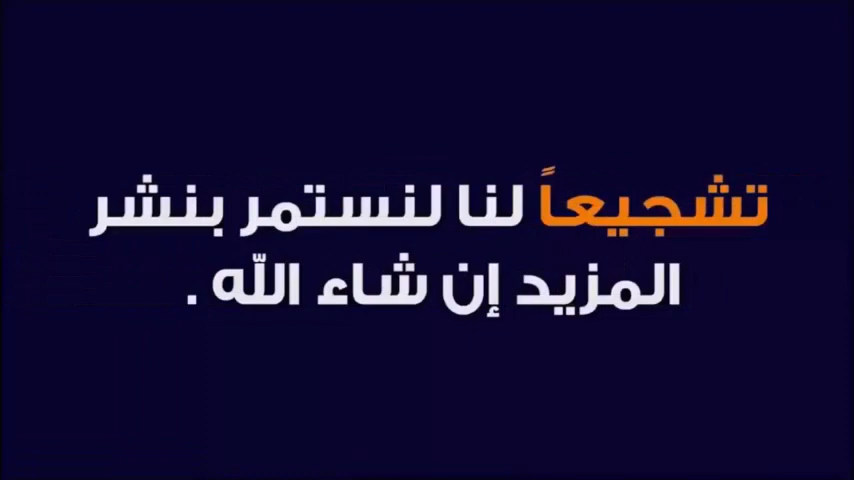 تشجيعاً لنا لنستمر بنشر
المزيد إن شاء الله .